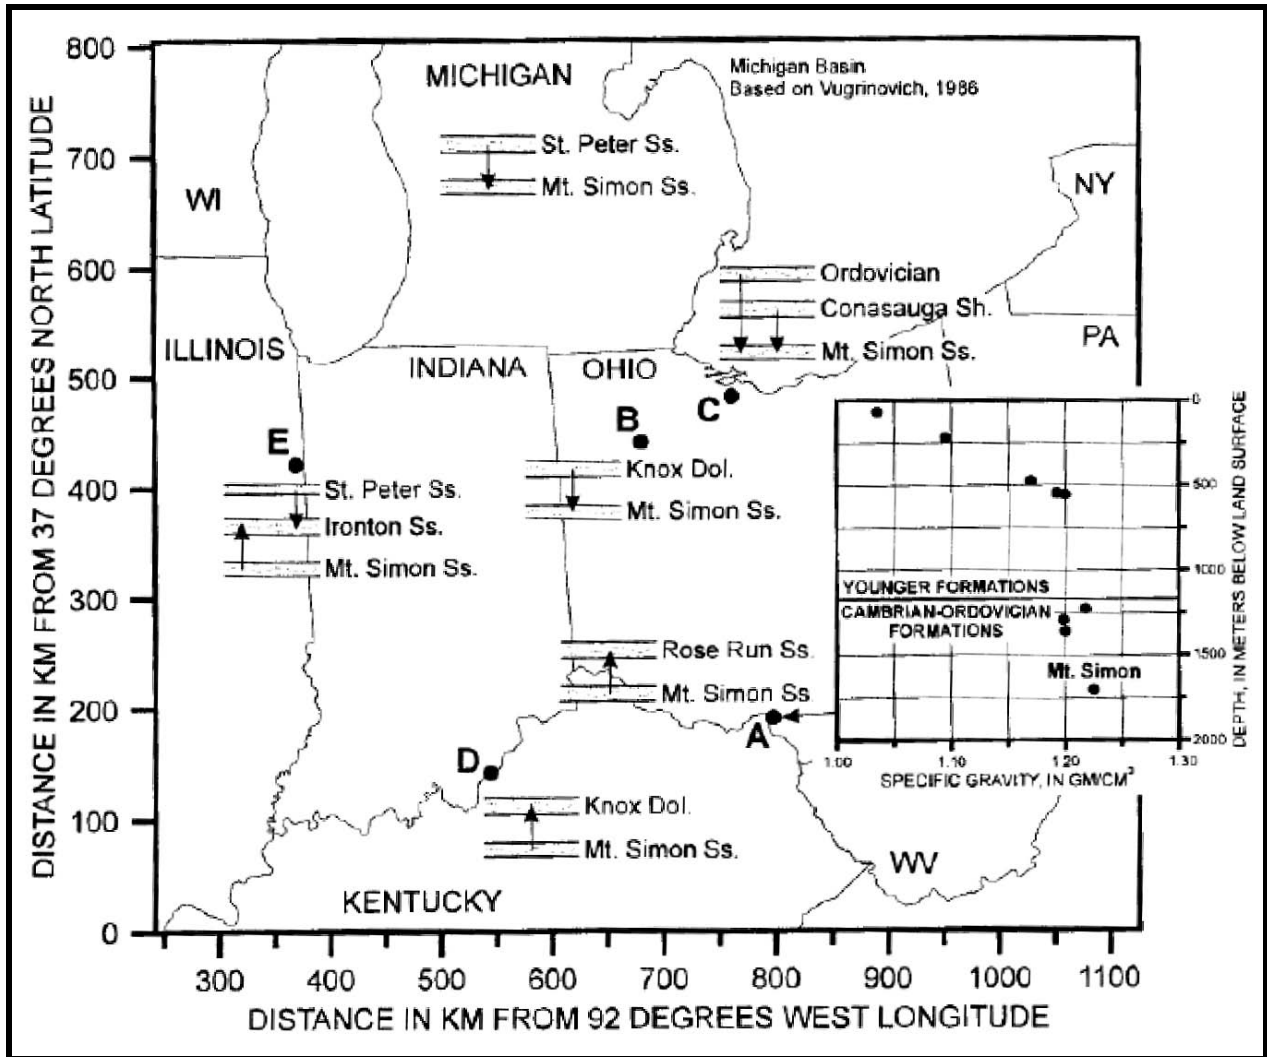 800
700
600
500
400
300
200
100
0
DISTANCE IN KM FROM 37 DEGREES NORTH LATITUDE
MICHIGAN
Michigan Basin
Based on Vugrinovich, 1986
St. Peter Ss.
Mt. Simon Ss.
WI
NY
Ordovician
Conasauga Sh.
Mt. Simon Ss.
PA
ILLINOIS
INDIANA
OHIO
C
B
E
Knox Dol.
Mt. Simon Ss.
St. Peter Ss.
Ironton Ss.
Mt. Simon Ss.
Rose Run Ss.
Mt. Simon Ss.
A
D
Knox Dol.
Mt. Simon Ss.
KENTUCKY
WV
0
500
1000
1500
2000
DEPTH, IN METERS BELOW LAND SURFACE
YOUNGER FORMATIONS
CAMBRIAN-ORDOVICIAN
FORMATIONS
Mt. Simon
1.00
1.10
1.20
1.30
SPECIFIC GRAVITY, IN GM/CM³
300
400
500
600
700
800
900
1000
1100
DISTANCE IN KM FROM 92 DEGREES WEST LONGITUDE